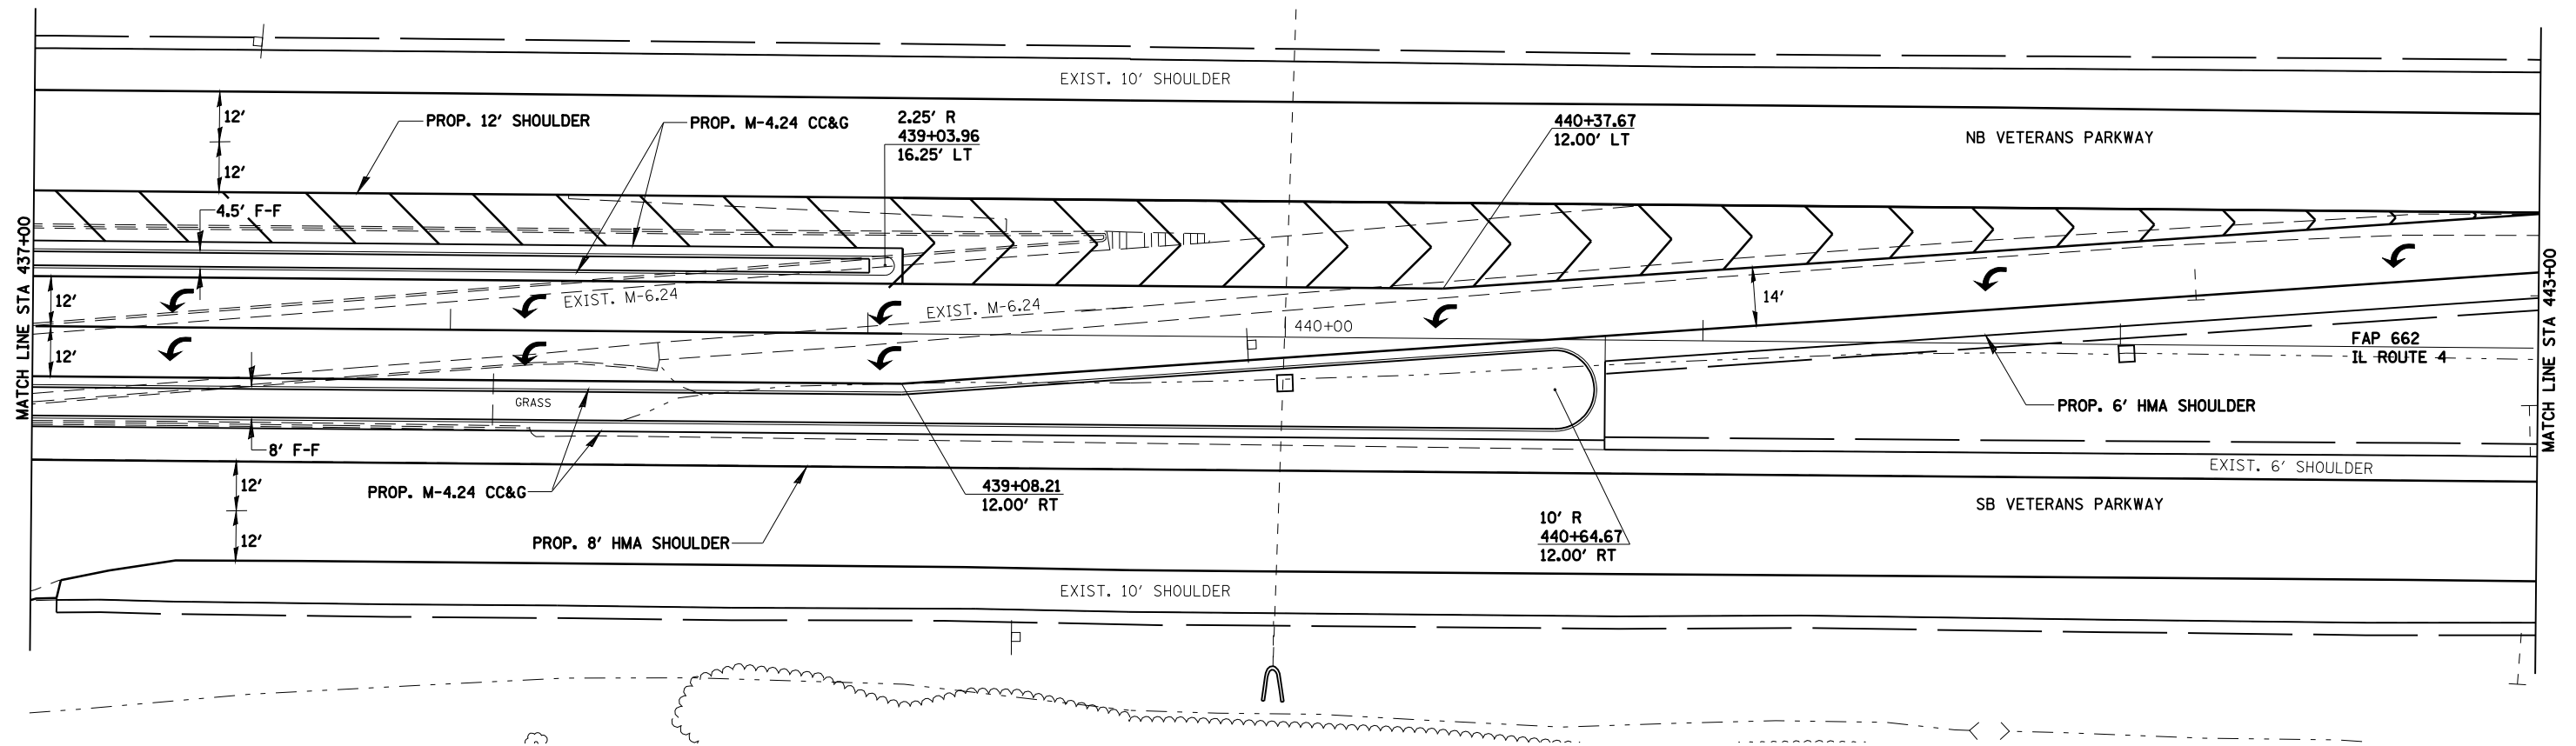 EXIST. 10' SHOULDER
12'
PROP. 12' SHOULDER
PROP. M-4.24 CC&G
2.25' R
439+03.96
16.25' LT
440+37.67
12.00' LT
NB VETERANS PARKWAY
12'
4.5' F-F
MATCH LINE STA 437+00
MATCH LINE STA 443+00
12'
EXIST. M-6.24
EXIST. M-6.24
14'
440+00
12'
FAP 662
IL ROUTE 4
GRASS
PROP. 6' HMA SHOULDER
8' F-F
EXIST. 6' SHOULDER
12'
PROP. M-4.24 CC&G
439+08.21
12.00' RT
SB VETERANS PARKWAY
10' R
440+64.67
12.00' RT
12'
PROP. 8' HMA SHOULDER
EXIST. 10' SHOULDER